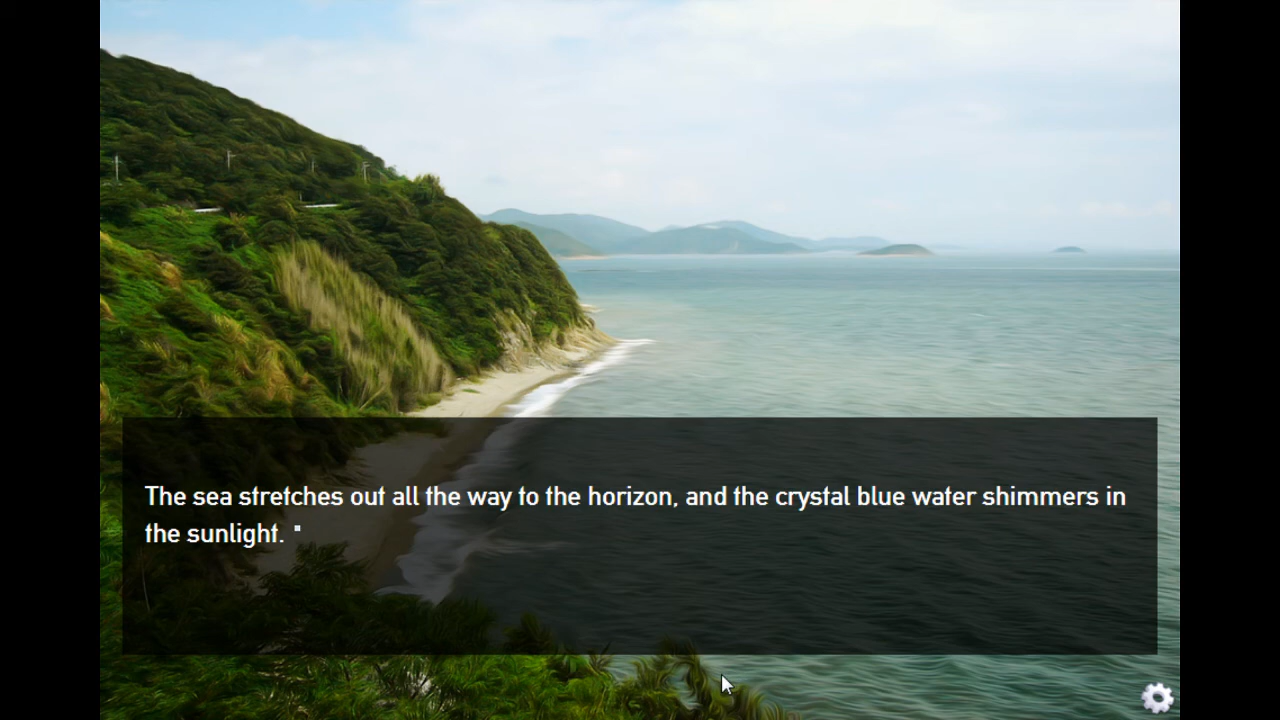 The sea stretches out all the way to the horizon, and the crystal blue water shimmers in
the sunlight. "